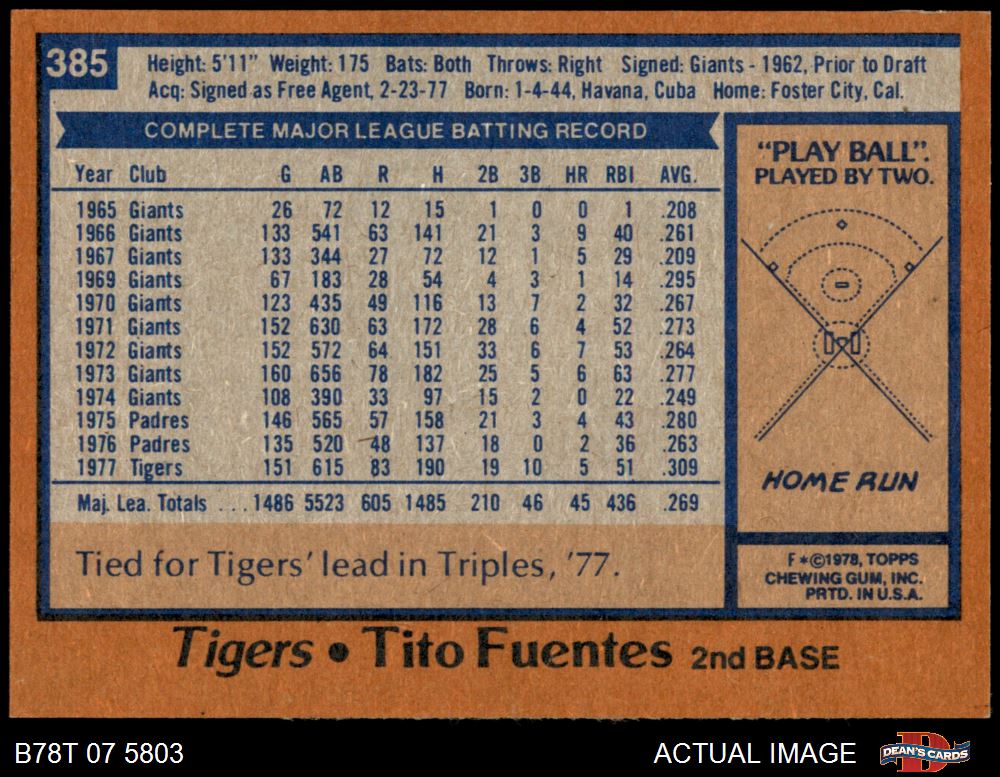 385
Height: 5'11" Weight: 175 Bats: Both Throws: Right Signed: Giants - 1962, Prior to Draft
Acq: Signed as Free Agent, 2-23-77 Born: 1-4-44, Havana, Cuba Home: Foster City, Cal.
COMPLETE MAJOR LEAGUE BATTING RECORD
Year Club G AB R H 2B 3B HR RBI AVG.
1965 Giants 26 72 12 15 1 0 0 1 .208
1966 Giants 133 541 63 141 21 3 9 40 .261
1967 Giants 133 344 27 72 12 1 5 29 .209
1969 Giants 67 183 28 54 4 3 1 14 .295
1970 Giants 123 435 49 116 13 7 2 32 .267
1971 Giants 152 630 63 172 28 6 4 52 .273
1972 Giants 152 572 64 151 33 6 7 53 .264
1973 Giants 160 656 78 182 25 5 6 63 .277
1974 Giants 108 390 33 97 15 2 0 22 .249
1975 Padres 146 565 57 158 21 3 4 43 .280
1976 Padres 135 520 48 137 18 0 2 36 .263
1977 Tigers 151 615 83 190 19 10 5 51 .309
Maj. Lea. Totals ... 1486 5523 605 1485 210 46 45 436 .269
Tied for Tigers' lead in Triples, '77.
"PLAY BALL".
PLAYED BY TWO.
HOME RUN
F*©1978, TOPPS
CHEWING GUM, INC.
PRTD. IN U.S.A.
Tigers • Tito Fuentes 2nd BASE
B78T 07 5803
ACTUAL IMAGE
DEAN'S CARDS